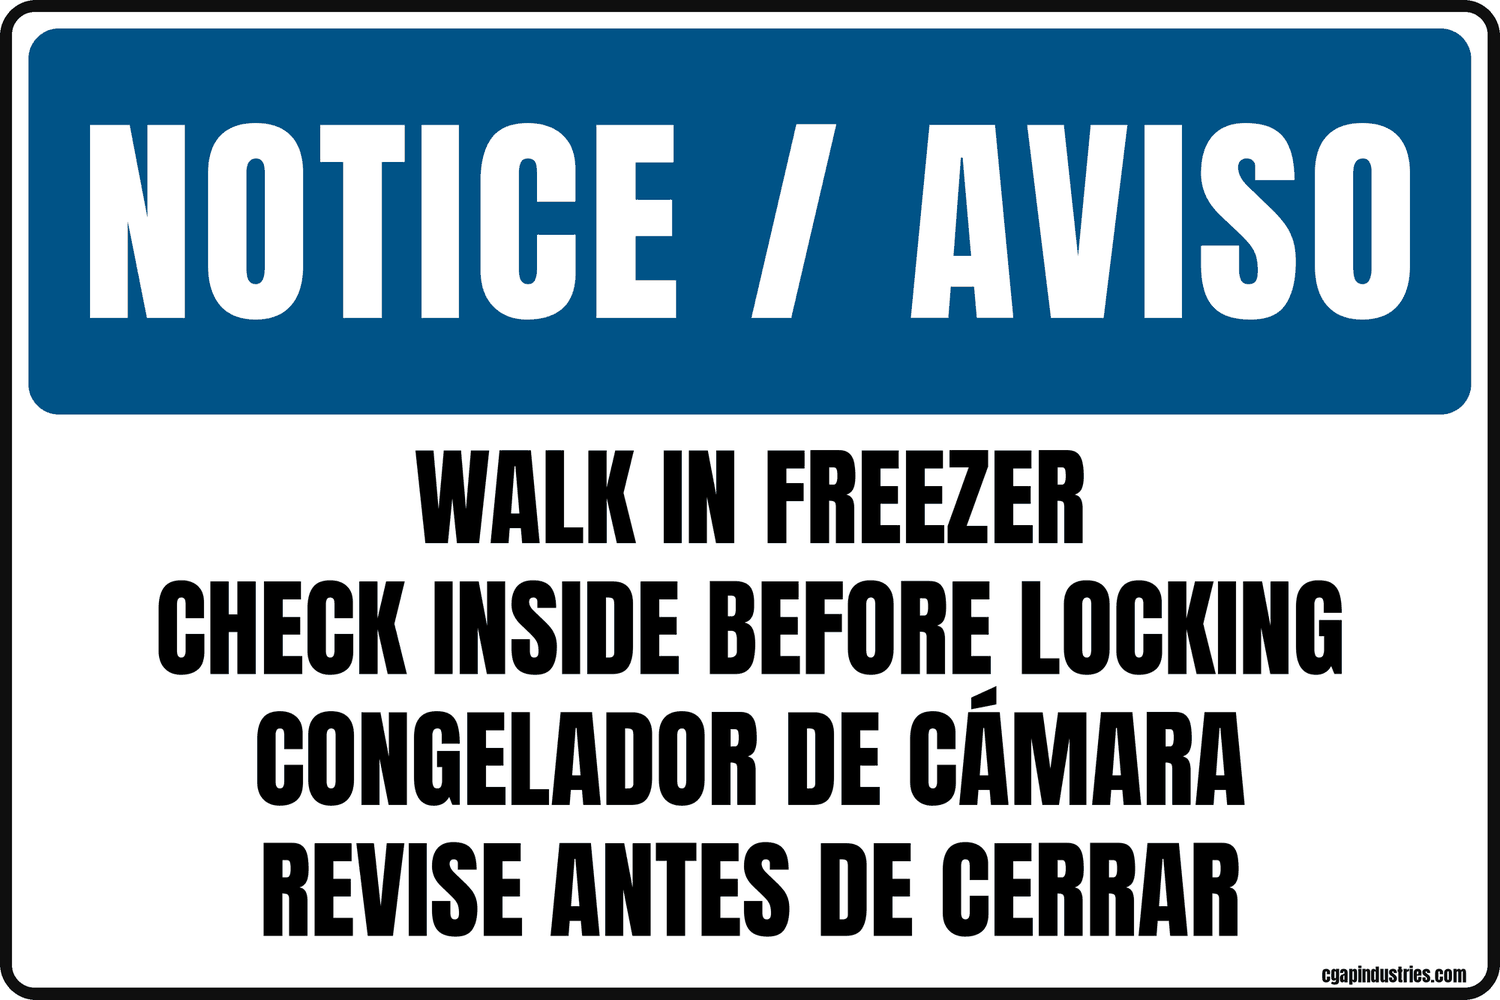 NOTICE / AVISO
WALK IN FREEZER
CHECK INSIDE BEFORE LOCKING
CONGELADOR DE CÁMARA
REVISE ANTES DE CERRAR
cgapindustries.com